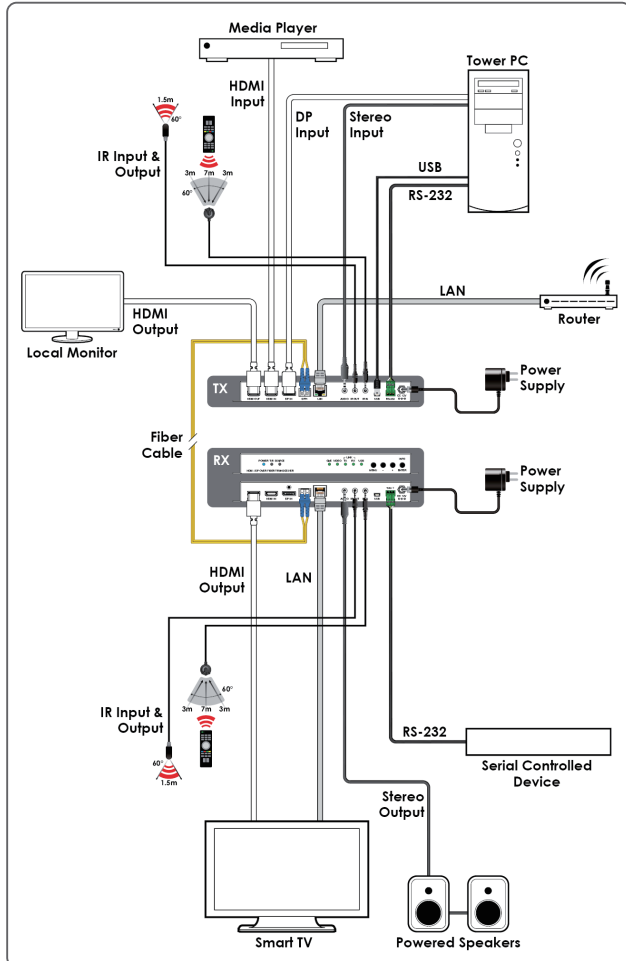 Media Player
Tower PC
HDMI
Input
DP
Input
Stereo
Input
1.5m
60°
IR Input &
Output
3m 7m 3m
60°
USB
RS-232
LAN
Router
HDMI
Output
Local Monitor
TX
Power
Supply
Fiber
Cable
RX
Power
Supply
HDMI
Output
LAN
60°
3m 7m 3m
IR Input &
Output
60°
1.5m
RS-232
Serial Controlled
Device
Stereo
Output
Smart TV
Powered Speakers